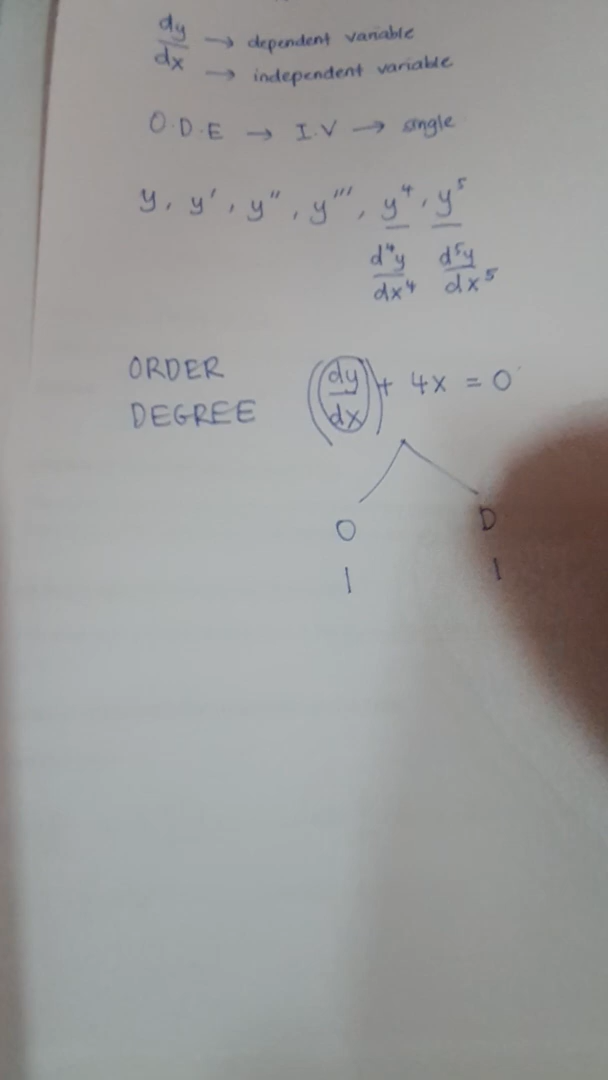 dy/dx → dependent variable
→ independent variable
O.D.E → I.V → single
y, y', y'', y''', y⁴, y⁵
d⁴y/dx⁴ d⁵y/dx⁵
ORDER (dy/dx) + 4x = 0
DEGREE
O D
1 1